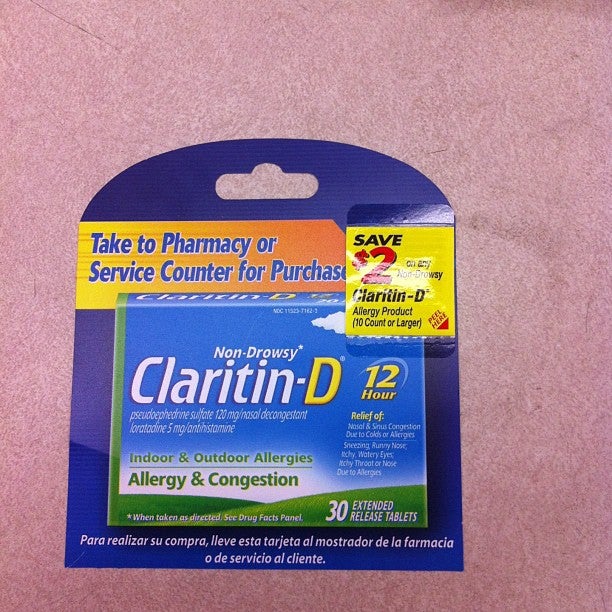 Take to Pharmacy or
Service Counter for Purchase
SAVE
$2 on any
Non-Drowsy
Claritin-D®
Allergy Product
(10 Count or Larger)
PEEL
HERE
Claritin-D 12
NDC 11523-7162-1
Non-Drowsy*
Claritin-D®
12
Hour
pseudoephedrine sulfate 120 mg/nasal decongestant
loratadine 5 mg/antihistamine
Relief of:
Nasal & Sinus Congestion
Due to Colds or Allergies
Sneezing, Runny Nose,
Itchy, Watery Eyes,
Itchy Throat or Nose
Due to Allergies
Indoor & Outdoor Allergies
Allergy & Congestion
*When taken as directed. See Drug Facts Panel.
30 EXTENDED
RELEASE TABLETS
Para realizar su compra, lleve esta tarjeta al mostrador de la farmacia
o de servicio al cliente.